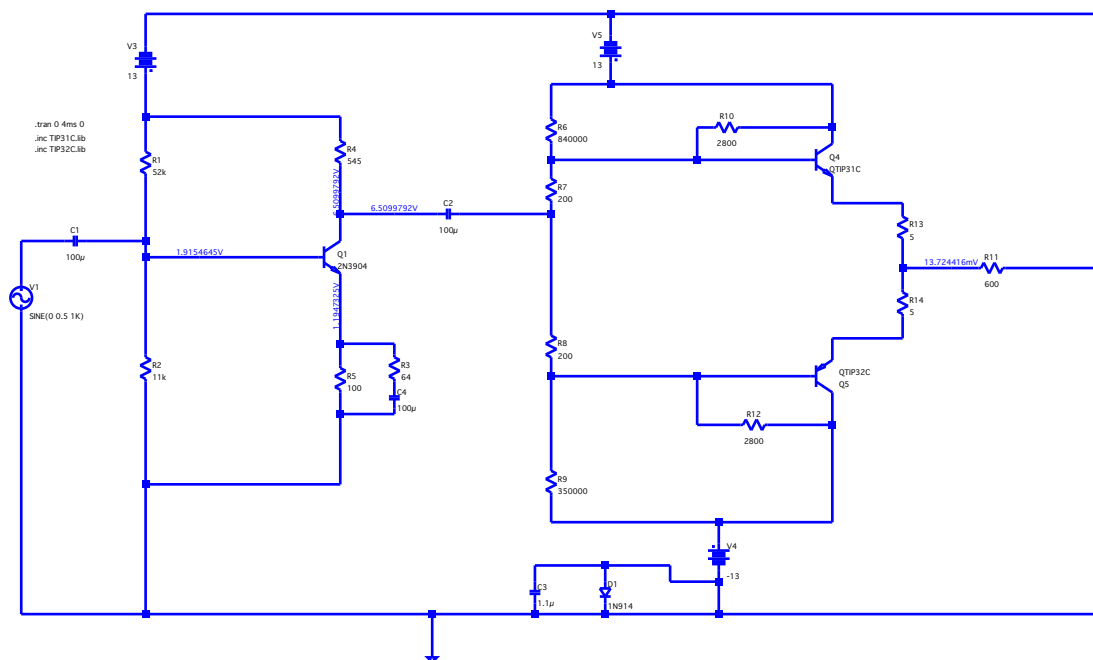 V3
13
V5
13
.tran 0 4ms 0
.inc TIP31C.lib
.inc TIP32C.lib
R1
52k
R4
545
6.5099792V
R6
840000
R10
2800
Q4
QTIP31C
R7
200
6.5099792V
C2
100µ
C1
100µ
1.9154645V
Q1
2N3904
1.1947325V
R13
5
13.724416mV
R11
600
R14
5
V1
SINE(0 0.5 1K)
R2
11k
R5
100
R3
64
C4
100µ
R8
200
QTIP32C
Q5
R12
2800
R9
350000
V4
-13
C3
1.1µ
D1
1N914